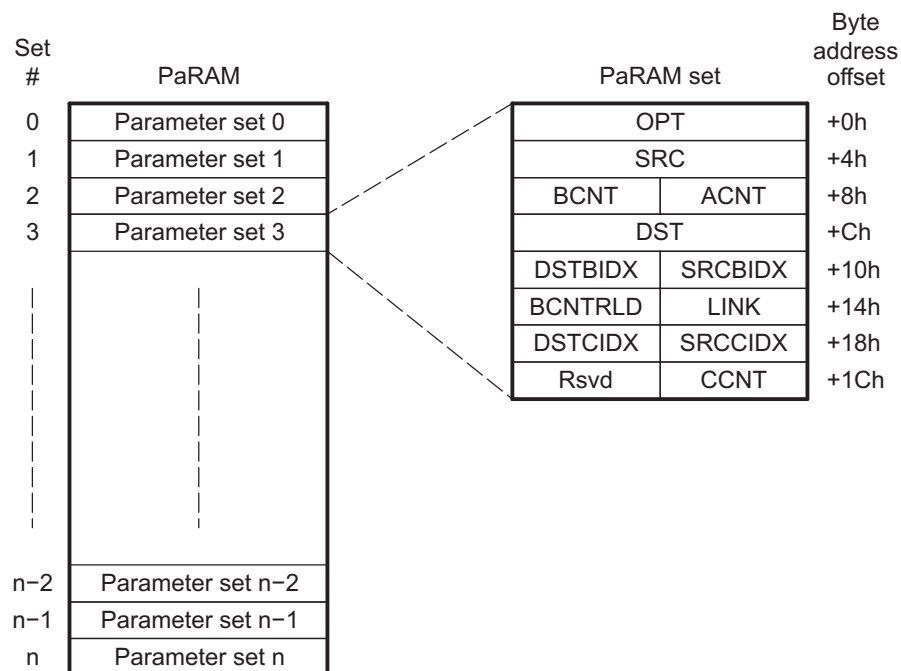 Set
#
PaRAM
PaRAM set
Byte
address
offset
0 Parameter set 0 OPT +0h
1 Parameter set 1 SRC +4h
2 Parameter set 2 BCNT ACNT +8h
3 Parameter set 3 DST +Ch
DSTBIDX SRCBIDX +10h
BCNTRLD LINK +14h
DSTCIDX SRCCIDX +18h
Rsvd CCNT +1Ch
n−2 Parameter set n−2
n−1 Parameter set n−1
n Parameter set n